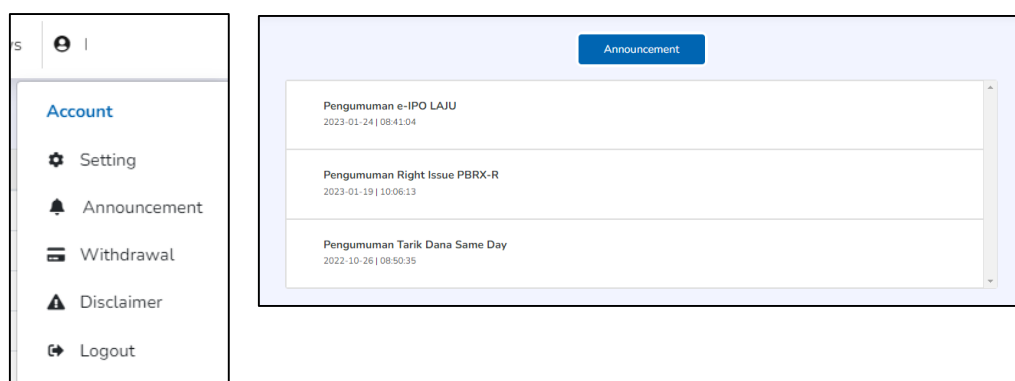 Account
Setting
Announcement
Withdrawal
Disclaimer
Logout
Announcement
Pengumuman e-IPO LAJU
2023-01-24 | 08:41:04
Pengumuman Right Issue PBRX-R
2023-01-19 | 10:06:13
Pengumuman Tarik Dana Same Day
2022-10-26 | 08:50:35